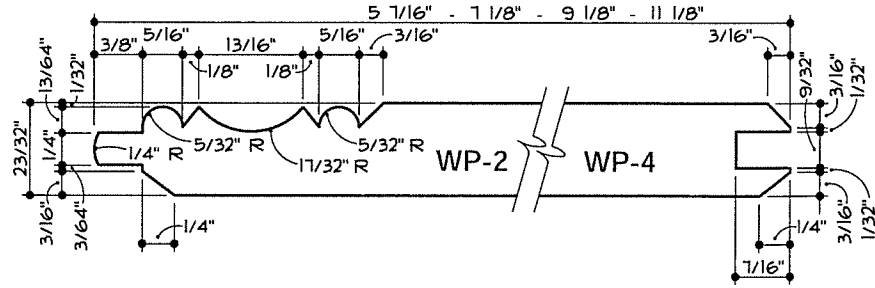 5 7/16" - 7 1/8" - 9 1/8" - 11 1/8"
3/8" 5/16" 13/16" 5/16" 3/16" 3/16"
1/8" 1/8"
13/64" 1/32" 9/32" 3/16" 1/32"
23/32" 1/4" 1/4" R 5/32" R 17/32" R 5/32" R
WP-2 WP-4
3/16" 3/64" 1/4" 1/4" 3/16" 1/32"
7/16"